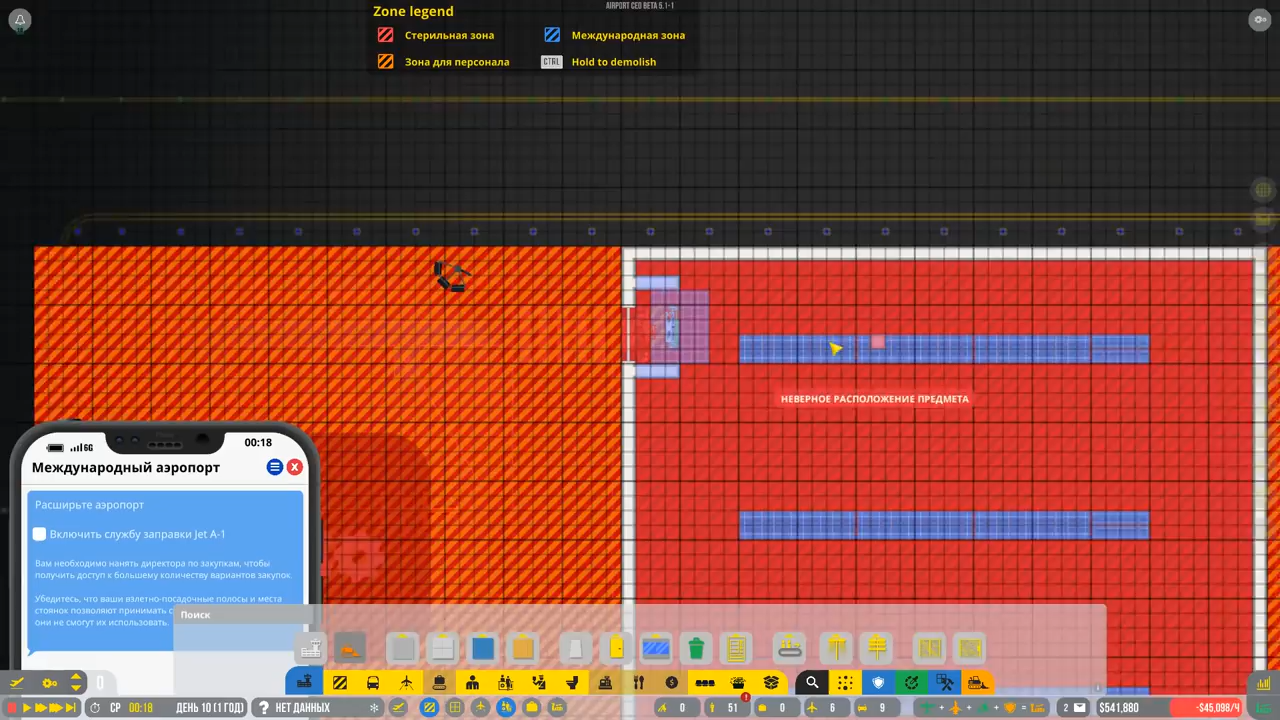 AIRPORT CEO BETA 5.1-1
Zone legend
Стерильная зона
Международная зона
Зона для персонала
CTRL
Hold to demolish
НЕВЕРНОЕ РАСПОЛОЖЕНИЕ ПРЕДМЕТА
6G
00:18
Международный аэропорт
Расширьте аэропорт
Включить службу заправки Jet A-1
Вам необходимо нанять директора по закупкам, чтобы
получить доступ к большему количеству вариантов закупок.
Убедитесь, что ваши взлетно-посадочные полосы и места
стоянок позволяют принимать с
они не смогут их использовать.
Поиск
0
СР 00:18
ДЕНЬ 10 (1 ГОД)
? НЕТ ДАННЫХ
0
51
0
6
9
2
$541,880
-$45,098/Ч